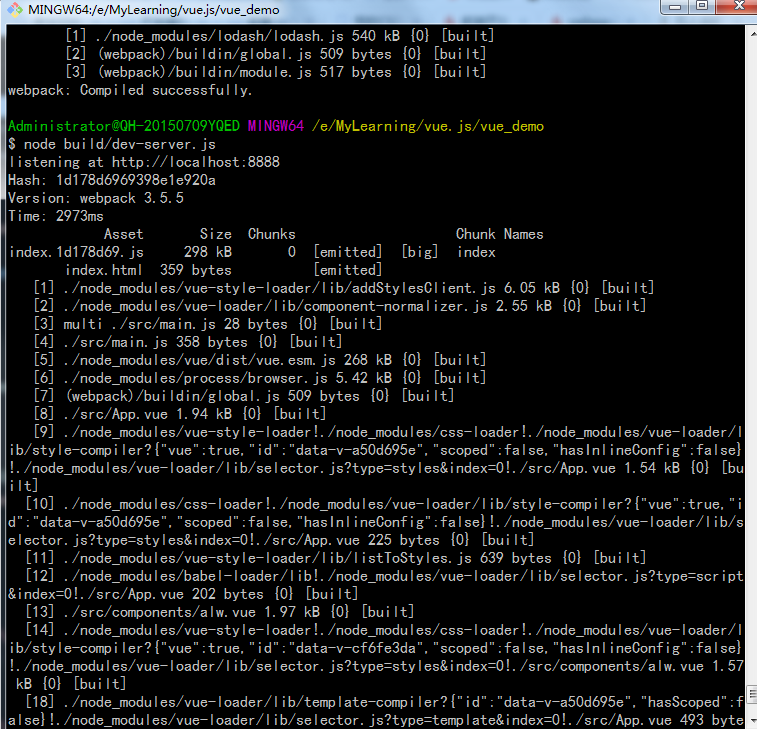 MINGW64:/e/MyLearning/vue.js/vue_demo
[1] ./node_modules/lodash/lodash.js 540 kB {0} [built]
[2] (webpack)/buildin/global.js 509 bytes {0} [built]
[3] (webpack)/buildin/module.js 517 bytes {0} [built]
webpack: Compiled successfully.
Administrator@QH-20150709YQED MINGW64 /e/MyLearning/vue.js/vue_demo
$ node build/dev-server.js
listening at http://localhost:8888
Hash: 1d178d6969398e1e920a
Version: webpack 3.5.5
Time: 2973ms
Asset Size Chunks Chunk Names
index.1d178d69.js 298 kB 0 [emitted] [big] index
index.html 359 bytes [emitted]
[1] ./node_modules/vue-style-loader/lib/addStylesClient.js 6.05 kB {0} [built]
[2] ./node_modules/vue-loader/lib/component-normalizer.js 2.55 kB {0} [built]
[3] multi ./src/main.js 28 bytes {0} [built]
[4] ./src/main.js 358 bytes {0} [built]
[5] ./node_modules/vue/dist/vue.esm.js 268 kB {0} [built]
[6] ./node_modules/process/browser.js 5.42 kB {0} [built]
[7] (webpack)/buildin/global.js 509 bytes {0} [built]
[8] ./src/App.vue 1.94 kB {0} [built]
[9] ./node_modules/vue-style-loader!./node_modules/css-loader!./node_modules/vue-loader/l
ib/style-compiler?{"vue":true,"id":"data-v-a50d695e","scoped":false,"hasInlineConfig":false}
!./node_modules/vue-loader/lib/selector.js?type=styles&index=0!./src/App.vue 1.54 kB {0} [bu
ilt]
[10] ./node_modules/css-loader!./node_modules/vue-loader/lib/style-compiler?{"vue":true,"i
d":"data-v-a50d695e","scoped":false,"hasInlineConfig":false}!./node_modules/vue-loader/lib/s
elector.js?type=styles&index=0!./src/App.vue 225 bytes {0} [built]
[11] ./node_modules/vue-style-loader/lib/listToStyles.js 639 bytes {0} [built]
[12] ./node_modules/babel-loader/lib!./node_modules/vue-loader/lib/selector.js?type=script
&index=0!./src/App.vue 202 bytes {0} [built]
[13] ./src/components/alw.vue 1.97 kB {0} [built]
[14] ./node_modules/vue-style-loader!./node_modules/css-loader!./node_modules/vue-loader/l
ib/style-compiler?{"vue":true,"id":"data-v-cf6fe3da","scoped":false,"hasInlineConfig":false}
!./node_modules/vue-loader/lib/selector.js?type=styles&index=0!./src/components/alw.vue 1.57
kB {0} [built]
[18] ./node_modules/vue-loader/lib/template-compiler?{"id":"data-v-a50d695e","hasScoped":f
alse}!./node_modules/vue-loader/lib/selector.js?type=template&index=0!./src/App.vue 493 byte